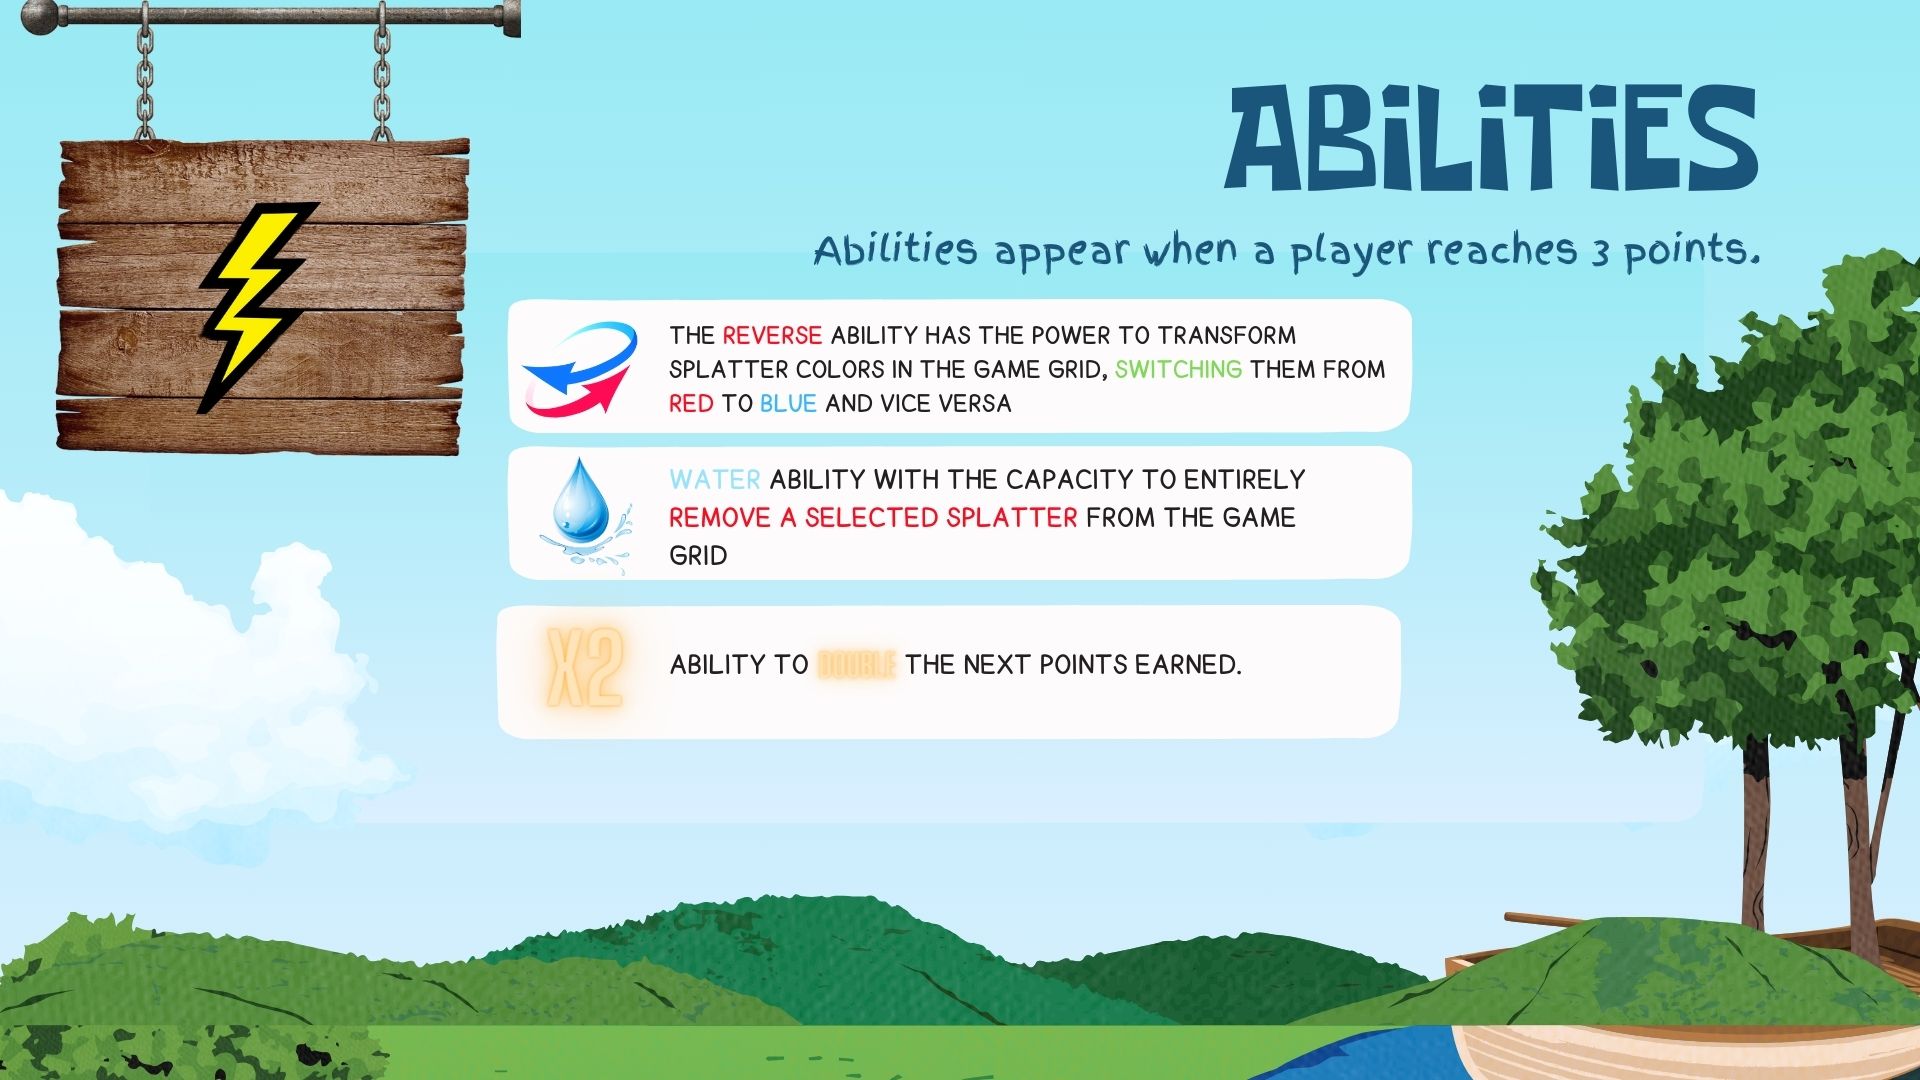 ABiLiTiES
Abilities appear when a player reaches 3 points.
THE REVERSE ABILITY HAS THE POWER TO TRANSFORM
SPLATTER COLORS IN THE GAME GRID, SWITCHING THEM FROM
RED TO BLUE AND VICE VERSA
WATER ABILITY WITH THE CAPACITY TO ENTIRELY
REMOVE A SELECTED SPLATTER FROM THE GAME
GRID
X2
ABILITY TO DOUBLE THE NEXT POINTS EARNED.